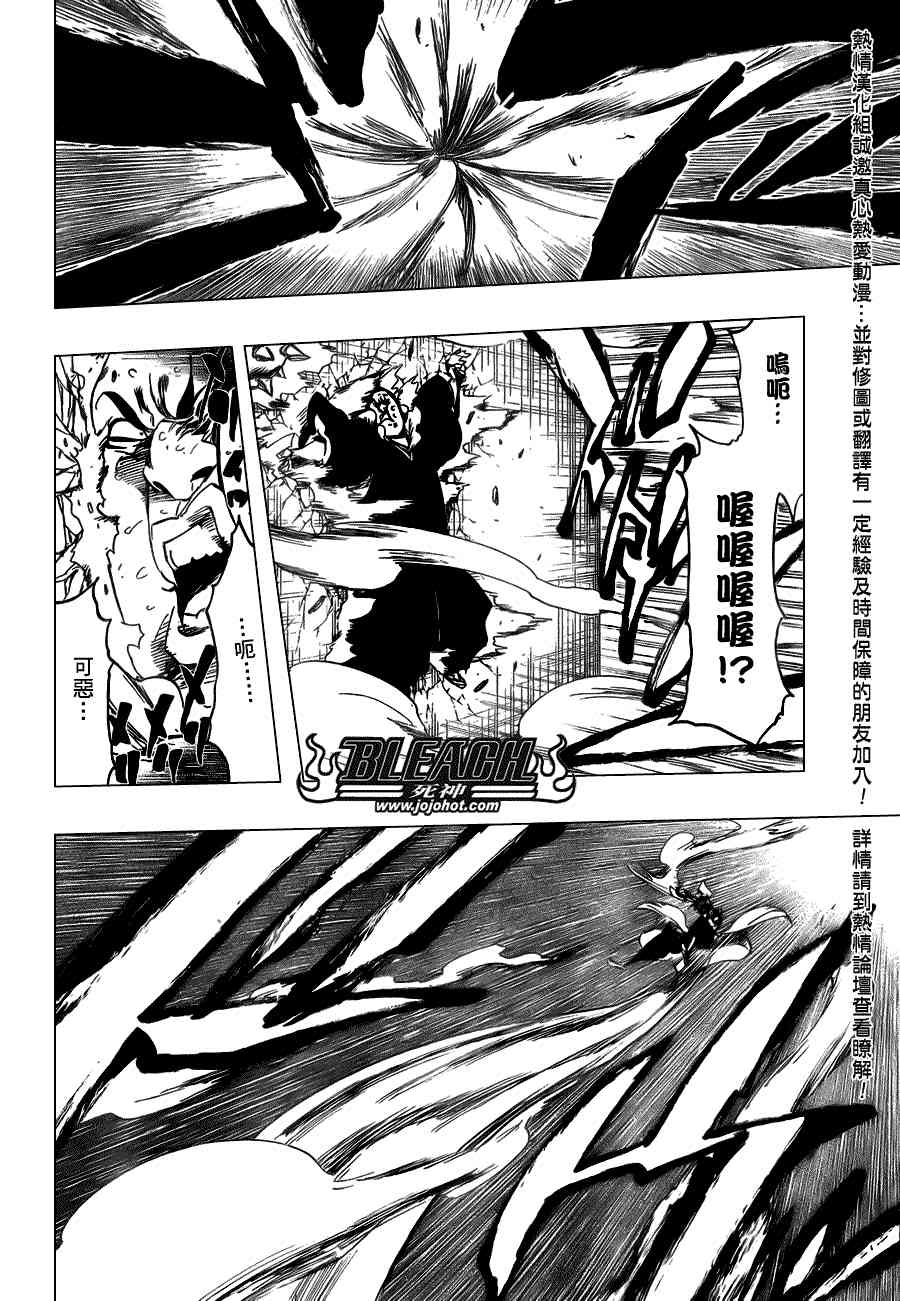 嗚呃…
喔喔喔喔!?
…呃………
可惡…
BLEACH
死神
www.jojohot.com
熱情漢化組誠邀真心熱愛動漫…並對修圖或翻譯有一定經驗及時間保障的朋友加入！
詳情請到熱情論壇查看瞭解！